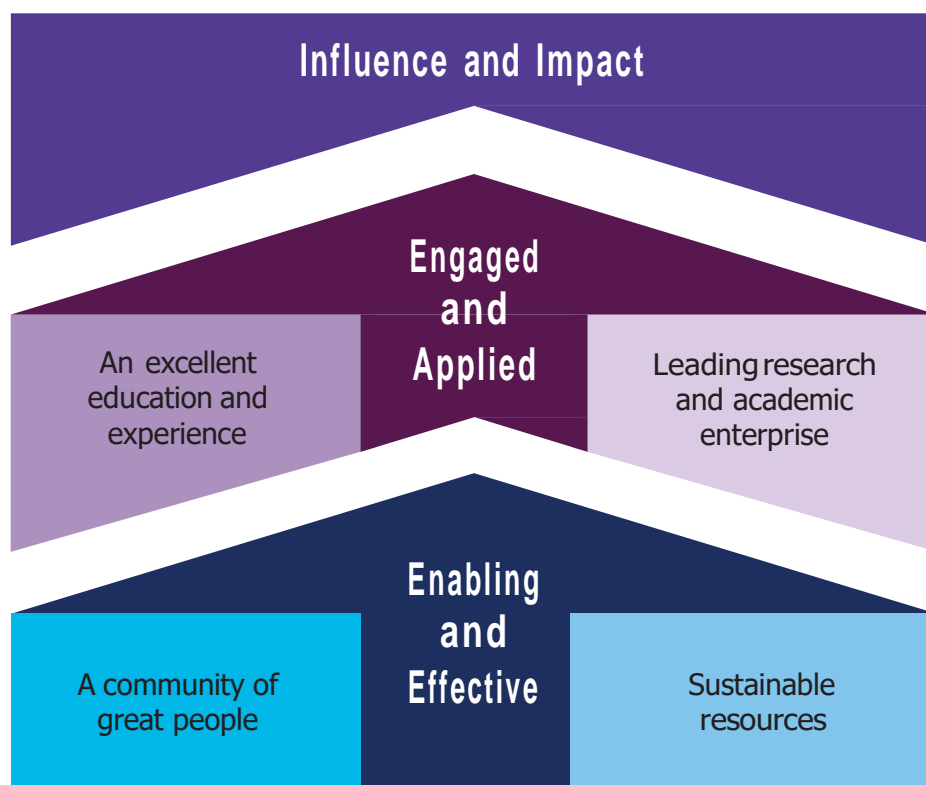 Influence and Impact
Engaged
and
Applied
An excellent
education and
experience
Leading research
and academic
enterprise
Enabling
and
Effective
A community of
great people
Sustainable
resources